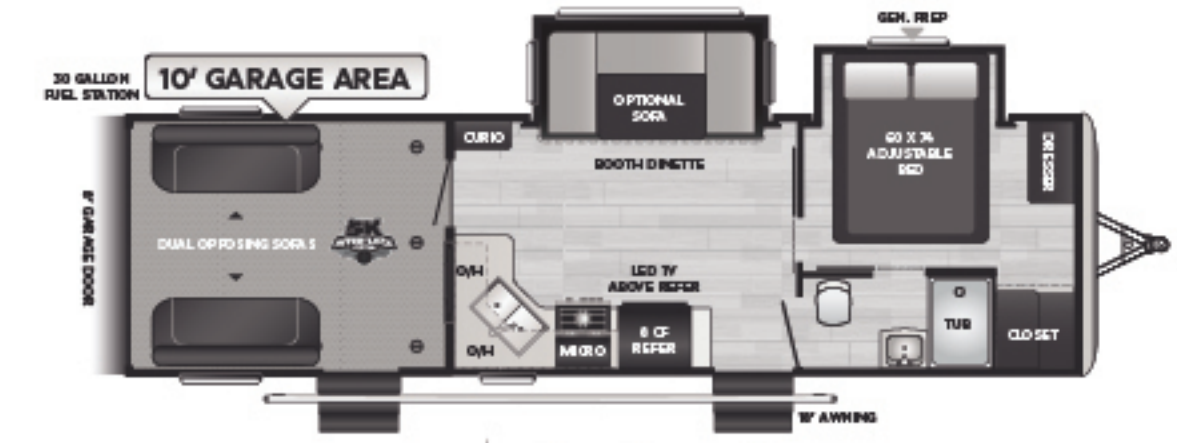 GEN. PREP
30 GALLON
FUEL STATION
10' GARAGE AREA
OPTIONAL
SOFA
CURIO
BOOTH DINETTE
60 X 74
ADJUSTABLE
BED
DRESSER
8' GARAGE DOOR
DUAL OPPOSING SOFAS
5K
O/H
LED TV
ABOVE REFER
O/H
MICRO
8 CF
REFER
TUB
CLOSET
18' AWNING